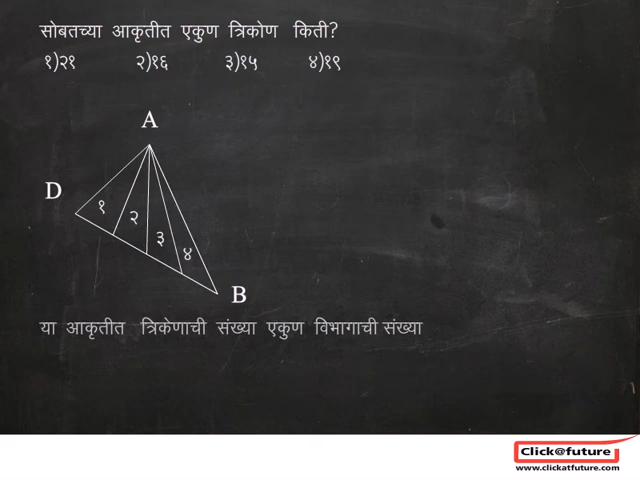 सोबतच्या आकृतीत एकुण त्रिकोण किती?
१)२१ २)१६ ३)१५ ४)१९
A
D
१
२
३
४
B
या आकृतीत त्रिकेणाची संख्या एकुण विभागाची संख्या
Click@future
www.clickatfuture.com